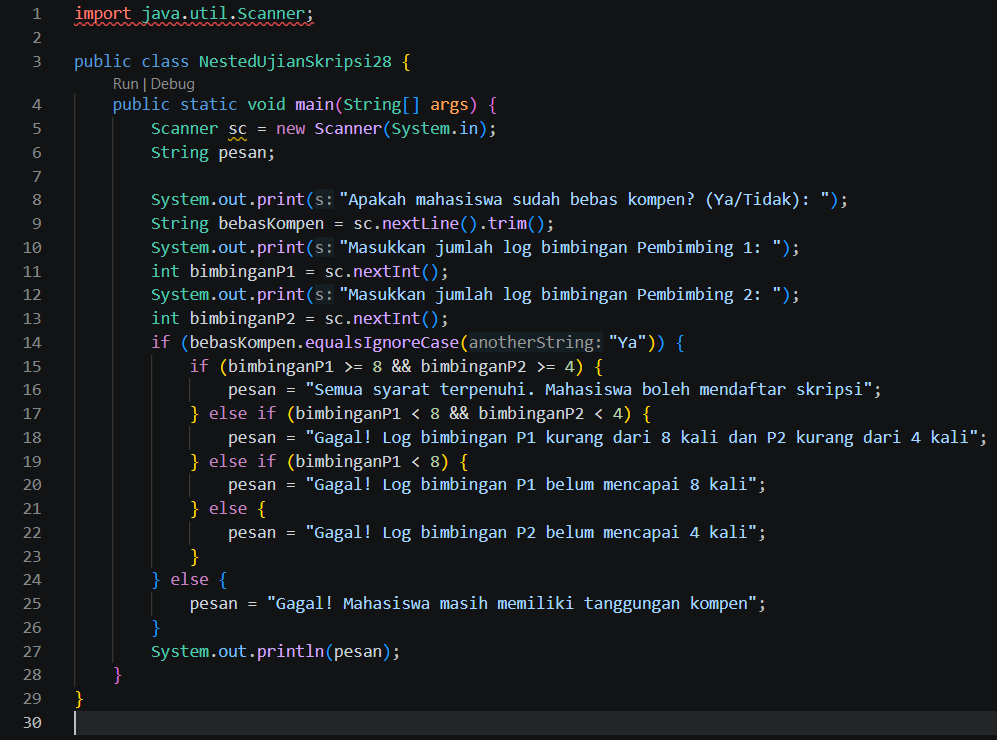 1 import java.util.Scanner;
2
3 public class NestedUjianSkripsi28 {
Run | Debug
4 public static void main(String[] args) {
5 Scanner sc = new Scanner(System.in);
6 String pesan;
7
8 System.out.print(s: "Apakah mahasiswa sudah bebas kompen? (Ya/Tidak): ");
9 String bebasKompen = sc.nextLine().trim();
10 System.out.print(s: "Masukkan jumlah log bimbingan Pembimbing 1: ");
11 int bimbinganP1 = sc.nextInt();
12 System.out.print(s: "Masukkan jumlah log bimbingan Pembimbing 2: ");
13 int bimbinganP2 = sc.nextInt();
14 if (bebasKompen.equalsIgnoreCase(anotherString: "Ya")) {
15 if (bimbinganP1 >= 8 && bimbinganP2 >= 4) {
16 pesan = "Semua syarat terpenuhi. Mahasiswa boleh mendaftar skripsi";
17 } else if (bimbinganP1 < 8 && bimbinganP2 < 4) {
18 pesan = "Gagal! Log bimbingan P1 kurang dari 8 kali dan P2 kurang dari 4 kali";
19 } else if (bimbinganP1 < 8) {
20 pesan = "Gagal! Log bimbingan P1 belum mencapai 8 kali";
21 } else {
22 pesan = "Gagal! Log bimbingan P2 belum mencapai 4 kali";
23 }
24 } else {
25 pesan = "Gagal! Mahasiswa masih memiliki tanggungan kompen";
26 }
27 System.out.println(pesan);
28 }
29 }
30